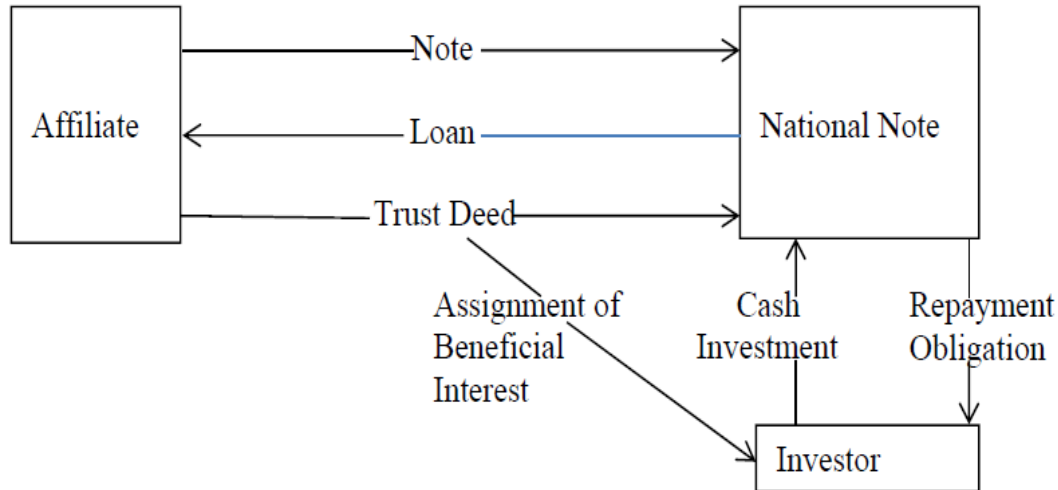 Note
Affiliate
National Note
Loan
Trust Deed
Assignment of
Beneficial
Interest
Cash
Investment
Repayment
Obligation
Investor